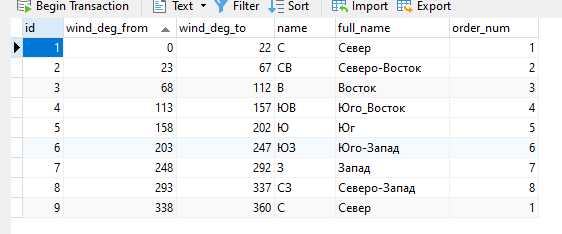 Begin Transaction Text Filter Sort Import Export
id wind_deg_from wind_deg_to name full_name order_num
1 0 22 С Север 1
2 23 67 СВ Северо-Восток 2
3 68 112 В Восток 3
4 113 157 ЮВ Юго_Восток 4
5 158 202 Ю Юг 5
6 203 247 ЮЗ Юго-Запад 6
7 248 292 З Запад 7
8 293 337 СЗ Северо-Запад 8
9 338 360 С Север 1